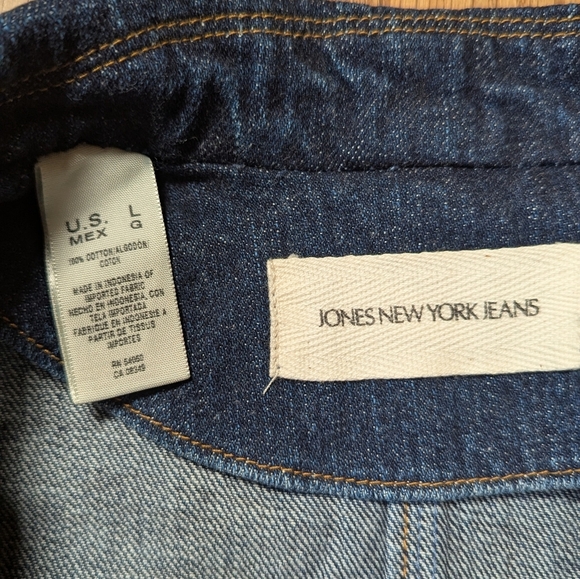 U.S. L
MEX G
100% COTTON/ALGODON/
COTON
MADE IN INDONESIA OF
IMPORTED FABRIC
HECHO EN INDONESIA, CON
TELA IMPORTADA
FABRIQUE EN INDONESIE A
PARTIR DE TISSUS
IMPORTES
RN 54060
CA 08349
JONES NEW YORK JEANS